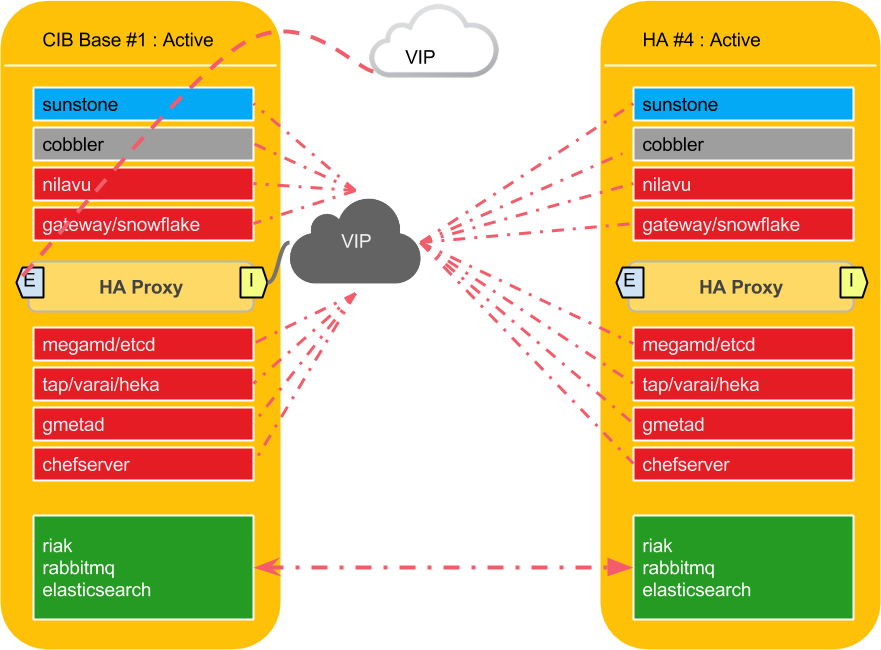 CIB Base #1 : Active
sunstone
cobbler
nilavu
gateway/snowflake
E
HA Proxy
I
megamd/etcd
tap/varai/heka
gmetad
chefserver
riak
rabbitmq
elasticsearch
VIP
VIP
HA #4 : Active
sunstone
cobbler
nilavu
gateway/snowflake
E
HA Proxy
I
megamd/etcd
tap/varai/heka
gmetad
chefserver
riak
rabbitmq
elasticsearch